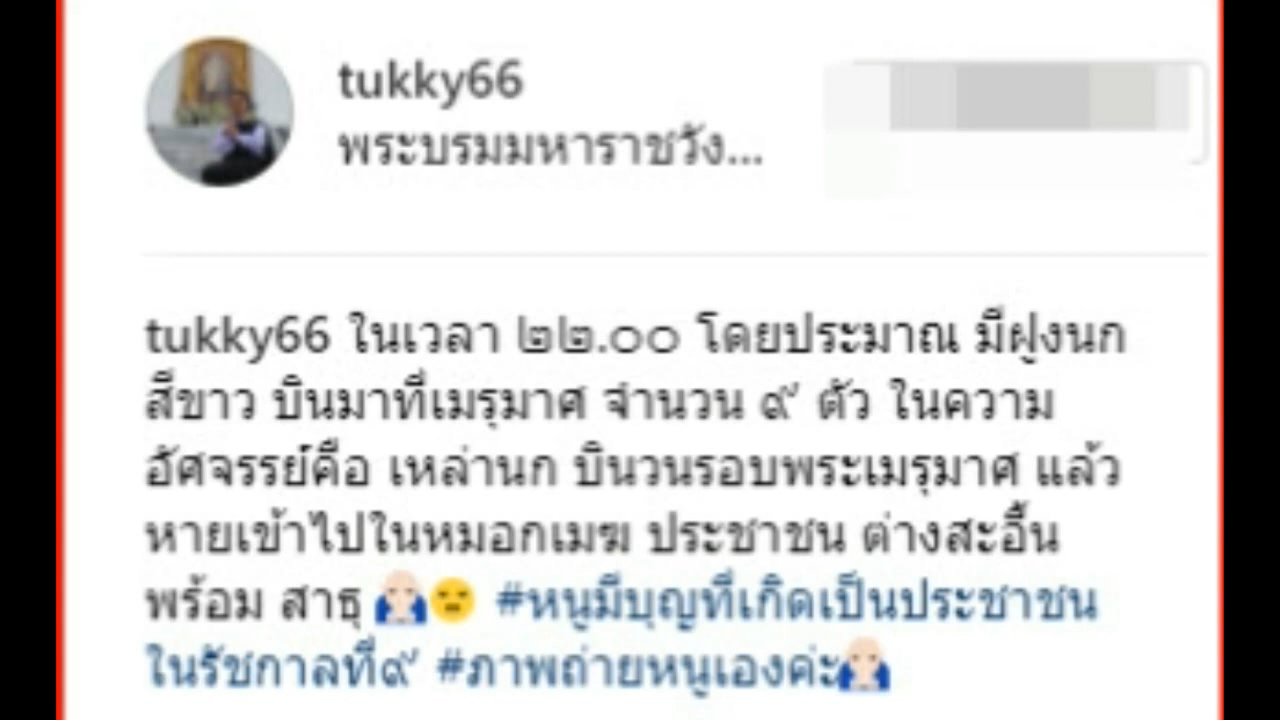 tukky66
พระบรมมหาราชวัง...
tukky66 ในเวลา ๒๒.๐๐ โดยประมาณ มีฝูงนก
สีขาว บินมาที่เมรุมาศ จำนวน ๙ ตัว ในความ
อัศจรรย์คือ เหล่านก บินวนรอบพระเมรุมาศ แล้ว
หายเข้าไปในหมอกเมฆ ประชาชน ต่างสะอื้น
พร้อม สาธุ 🙏😔 #หนูมีบุญที่เกิดเป็นประชาชน
ในรัชกาลที่๙ #ภาพถ่ายหนูเองค่ะ🙏